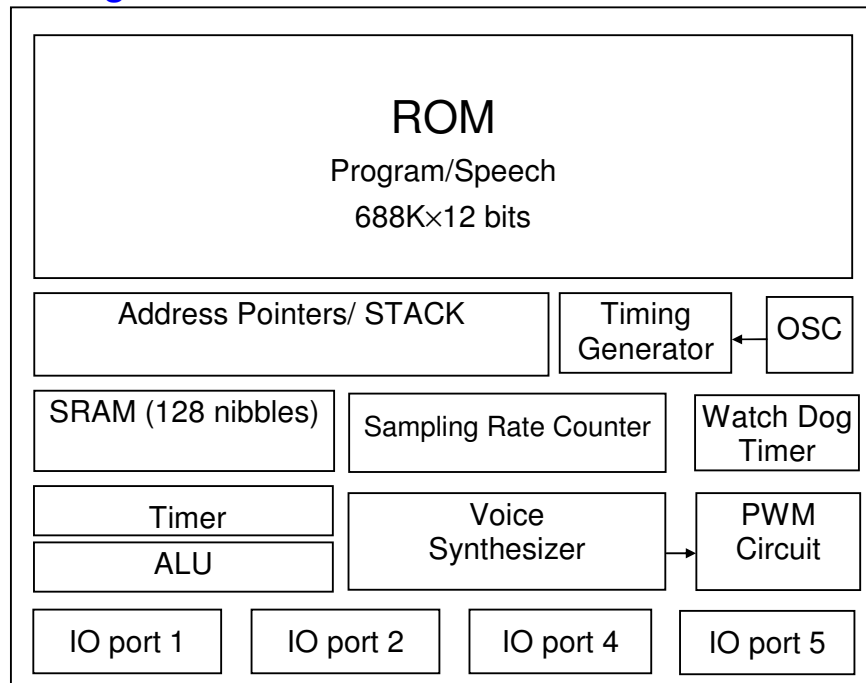 ROM
Program/Speech
688K×12 bits
Address Pointers/ STACK
Timing
Generator
OSC
SRAM (128 nibbles)
Sampling Rate Counter
Watch Dog
Timer
Timer
ALU
Voice
Synthesizer
PWM
Circuit
IO port 1
IO port 2
IO port 4
IO port 5